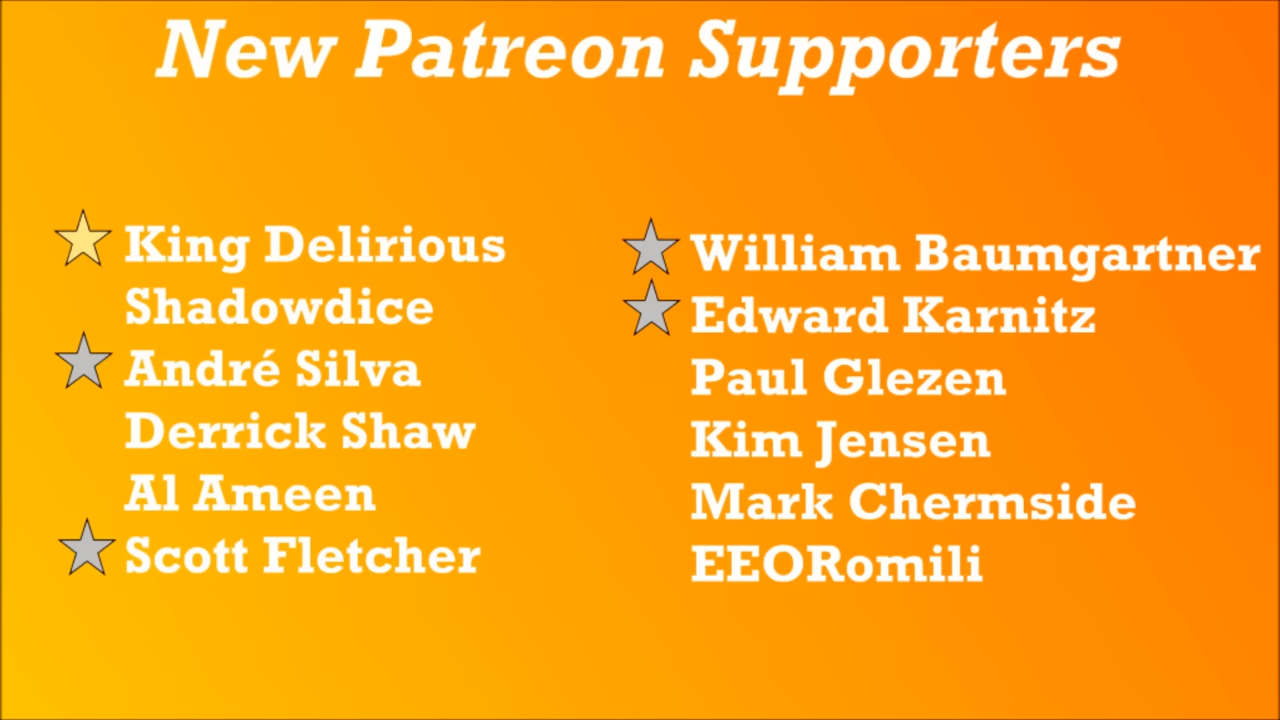 New Patreon Supporters
King Delirious
Shadowdice
André Silva
Derrick Shaw
Al Ameen
Scott Fletcher
William Baumgartner
Edward Karnitz
Paul Glezen
Kim Jensen
Mark Chermside
EEORomili